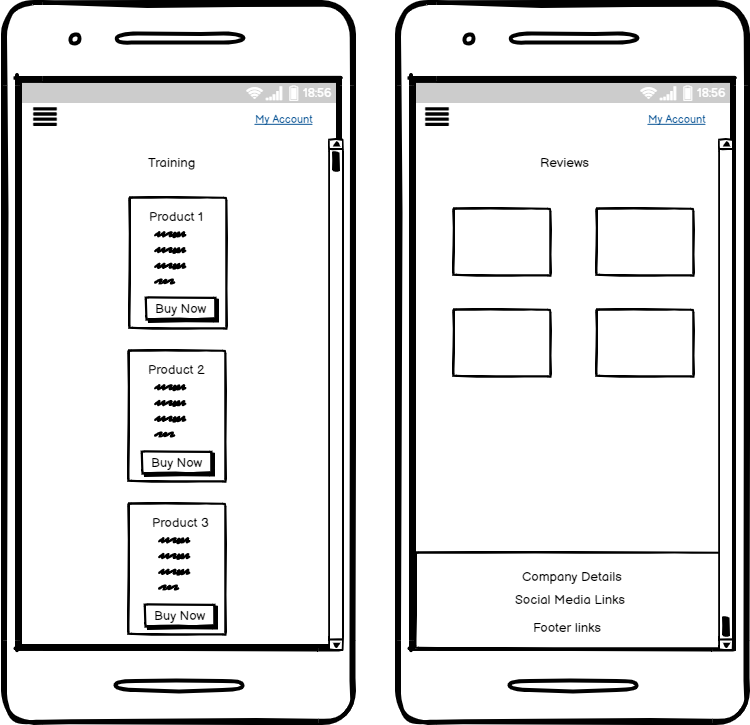 18:56
My Account
Training
Product 1
Buy Now
Product 2
Buy Now
Product 3
Buy Now
18:56
My Account
Reviews
Company Details
Social Media Links
Footer links